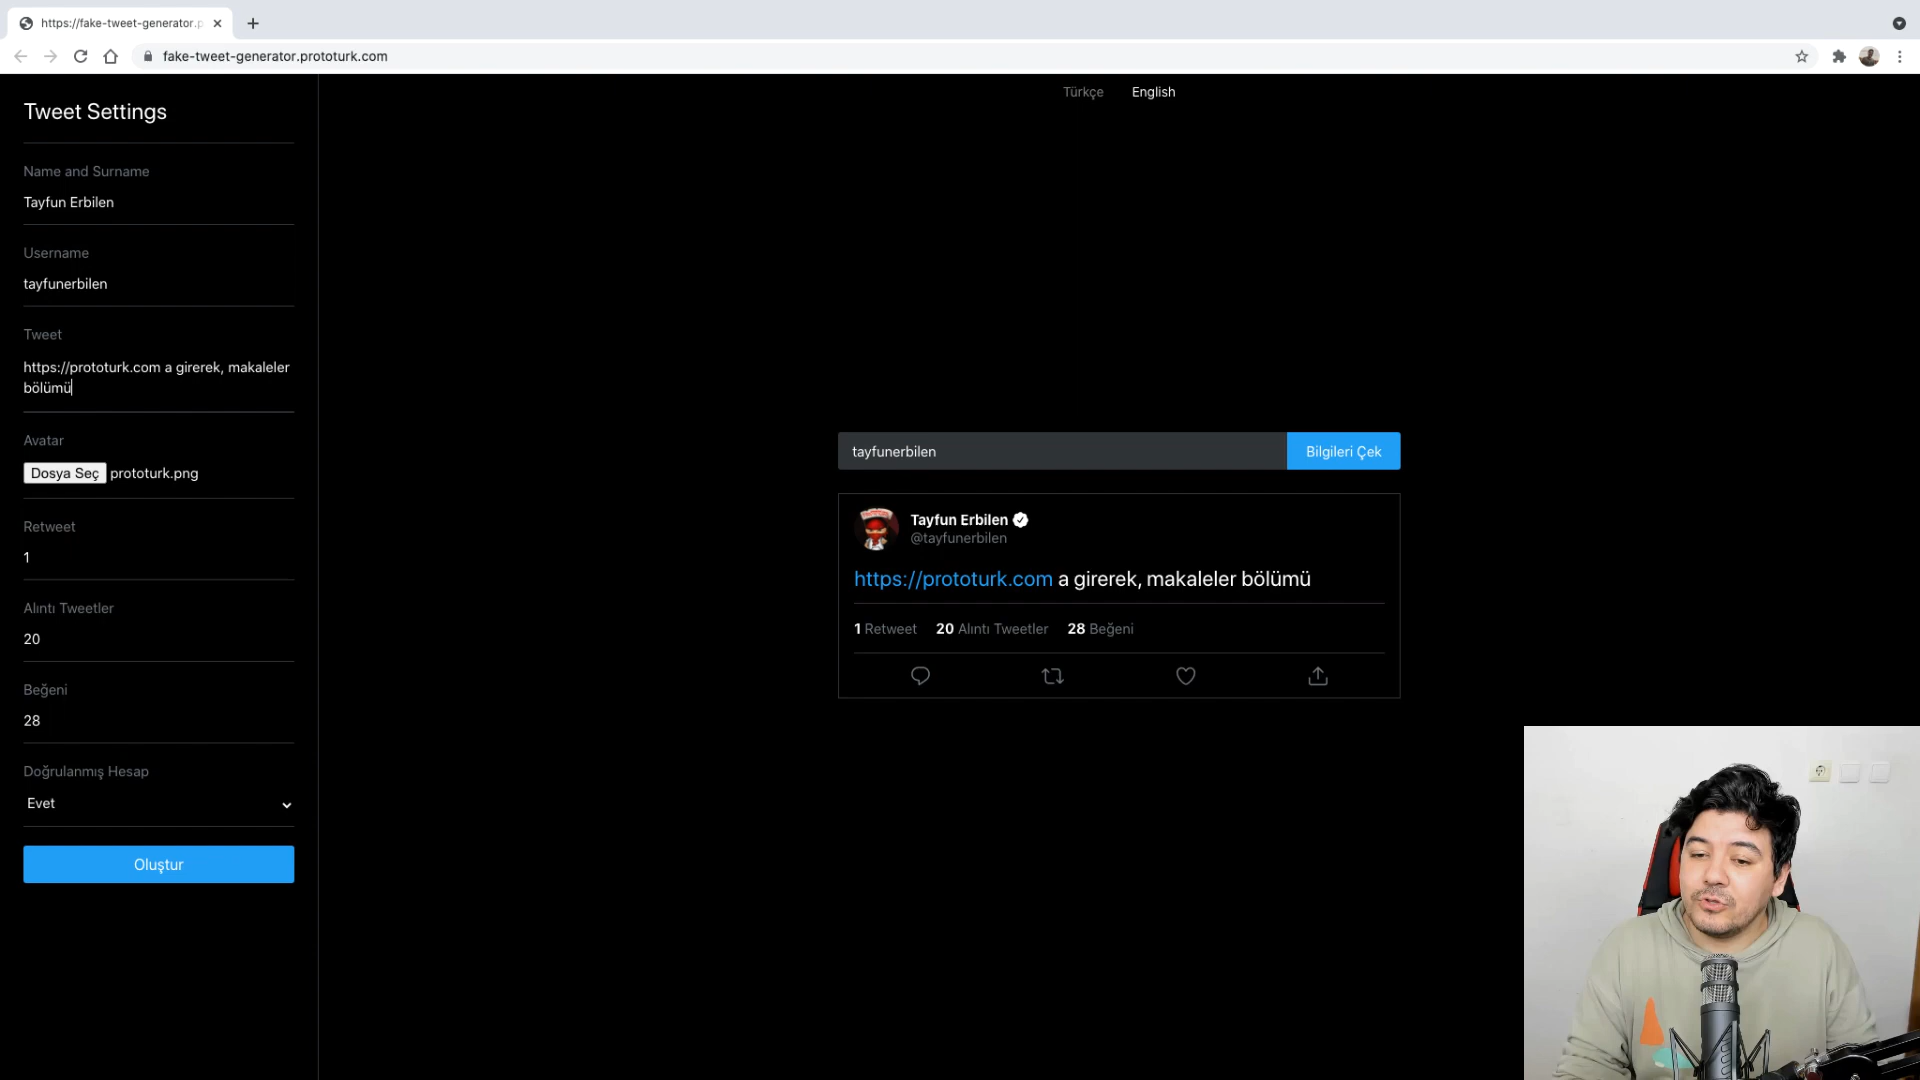 https://fake-tweet-generator.p
fake-tweet-generator.prototurk.com
Türkçe
English
Tweet Settings
Name and Surname
Tayfun Erbilen
Username
tayfunerbilen
Tweet
https://prototurk.com a girerek, makaleler
bölümü
Avatar
Dosya Seç prototurk.png
Retweet
1
Alıntı Tweetler
20
Beğeni
28
Doğrulanmış Hesap
Evet
Oluştur
tayfunerbilen
Bilgileri Çek
Tayfun Erbilen
@tayfunerbilen
https://prototurk.com a girerek, makaleler bölümü
1 Retweet 20 Alıntı Tweetler 28 Beğeni